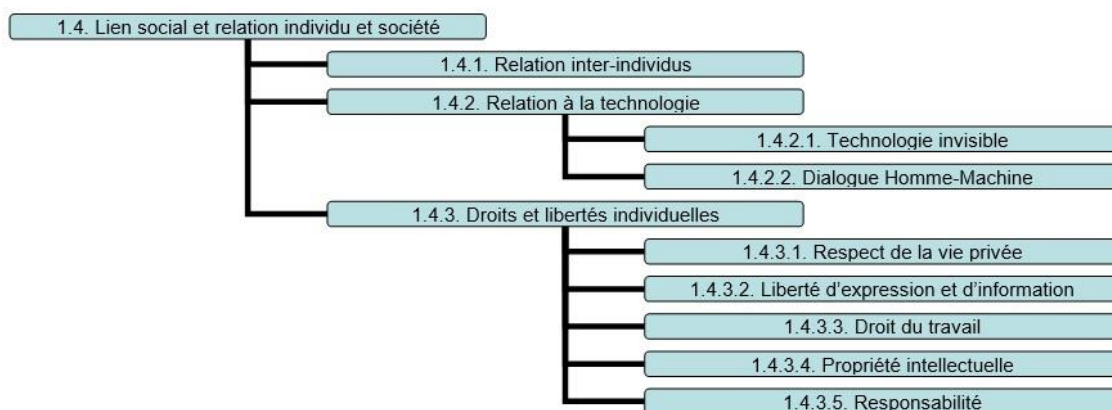 1.4. Lien social et relation individu et société
1.4.1. Relation inter-individus
1.4.2. Relation à la technologie
1.4.2.1. Technologie invisible
1.4.2.2. Dialogue Homme-Machine
1.4.3. Droits et libertés individuelles
1.4.3.1. Respect de la vie privée
1.4.3.2. Liberté d’expression et d’information
1.4.3.3. Droit du travail
1.4.3.4. Propriété intellectuelle
1.4.3.5. Responsabilité